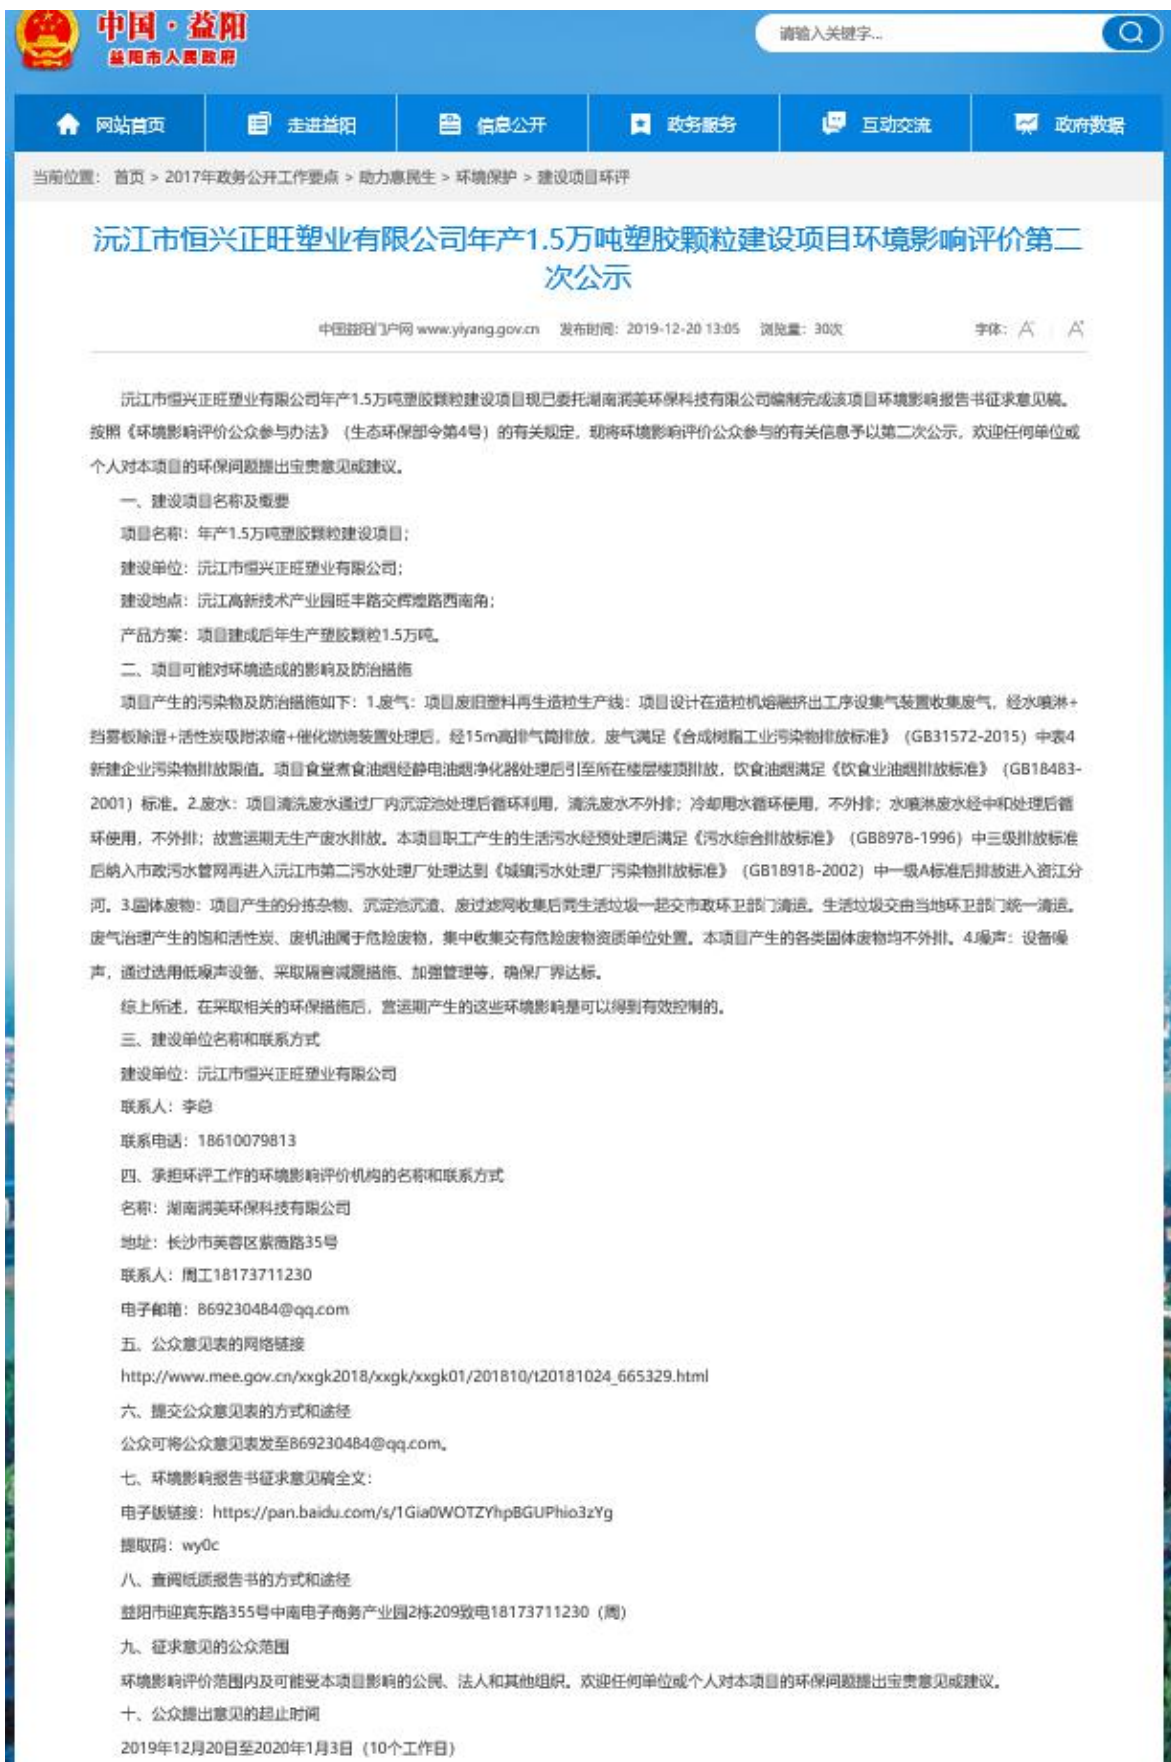 中国·益阳
益阳市人民政府
请输入关键字...
网站首页 走进益阳 信息公开 政务服务 互动交流 政府数据
当前位置： 首页 > 2017年政务公开工作要点 > 助力惠民生 > 环境保护 > 建设项目环评
沅江市恒兴正旺塑业有限公司年产1.5万吨塑胶颗粒建设项目环境影响评价第二
次公示
中国益阳门户网 www.yiyang.gov.cn 发布时间：2019-12-20 13:05 浏览量：30次 字体： A A
沅江市恒兴正旺塑业有限公司年产1.5万吨塑胶颗粒建设项目现已委托湖南润美环保科技有限公司编制完成该项目环境影响报告书征求意见稿。
按照《环境影响评价公众参与办法》（生态环保部令第4号）的有关规定，现将环境影响评价公众参与的有关信息予以第二次公示，欢迎任何单位或
个人对本项目的环保问题提出宝贵意见或建议。
一、建设项目名称及概要
项目名称：年产1.5万吨塑胶颗粒建设项目；
建设单位：沅江市恒兴正旺塑业有限公司；
建设地点：沅江高新技术产业园旺丰路交辉煌路西南角；
产品方案：项目建成后年生产塑胶颗粒1.5万吨。
二、项目可能对环境造成的影响及防治措施
项目产生的污染物及防治措施如下：1.废气：项目废旧塑料再生造粒生产线：项目设计在造粒机熔融挤出工序设集气装置收集废气，经水喷淋+
挡雾板除湿+活性炭吸附浓缩+催化燃烧装置处理后，经15m高排气筒排放，废气满足《合成树脂工业污染物排放标准》（GB31572-2015）中表4
新建企业污染物排放限值。项目食堂煮食油烟经静电油烟净化器处理后引至所在楼层楼顶排放，饮食油烟满足《饮食业油烟排放标准》（GB18483-
2001）标准。2.废水：项目清洗废水通过厂内沉淀池处理后循环利用，清洗废水不外排；冷却用水循环使用，不外排；水喷淋废水经中和处理后循
环使用，不外排；故营运期无生产废水排放。本项目职工产生的生活污水经预处理后满足《污水综合排放标准》（GB8978-1996）中三级排放标准
后纳入市政污水管网再进入沅江市第二污水处理厂处理达到《城镇污水处理厂污染物排放标准》（GB18918-2002）中一级A标准后排放进入资江分
河。3.固体废物：项目产生的分拣杂物、沉淀池沉渣、废过滤网收集后同生活垃圾一起交市政环卫部门清运。生活垃圾交由当地环卫部门统一清运。
废气治理产生的饱和活性炭、废机油属于危险废物，集中收集交有危险废物资质单位处置。本项目产生的各类固体废物均不外排。4.噪声：设备噪
声，通过选用低噪声设备、采取隔音减震措施、加强管理等，确保厂界达标。
综上所述，在采取相关的环保措施后，营运期产生的这些环境影响是可以得到有效控制的。
三、建设单位名称和联系方式
建设单位：沅江市恒兴正旺塑业有限公司
联系人：李总
联系电话：18610079813
四、承担环评工作的环境影响评价机构的名称和联系方式
名称：湖南润美环保科技有限公司
地址：长沙市芙蓉区紫薇路35号
联系人：周工18173711230
电子邮箱：869230484@qq.com
五、公众意见表的网络链接
http://www.mee.gov.cn/xxgk2018/xxgk/xxgk01/201810/t20181024_665329.html
六、提交公众意见表的方式和途径
公众可将公众意见表发至869230484@qq.com。
七、环境影响报告书征求意见稿全文：
电子版链接：https://pan.baidu.com/s/1Gia0WOTZYhpBGUPhio3zYg
提取码：wy0c
八、查阅纸质报告书的方式和途径
益阳市迎宾东路355号中南电子商务产业园2栋209致电18173711230（周）
九、征求意见的公众范围
环境影响评价范围内及可能受本项目影响的公民、法人和其他组织。欢迎任何单位或个人对本项目的环保问题提出宝贵意见或建议。
十、公众提出意见的起止时间
2019年12月20日至2020年1月3日（10个工作日）